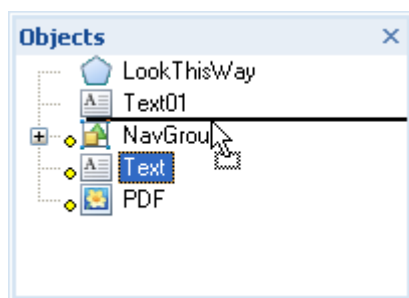 Objects
LookThisWay
Text01
NavGrou
Text
PDF